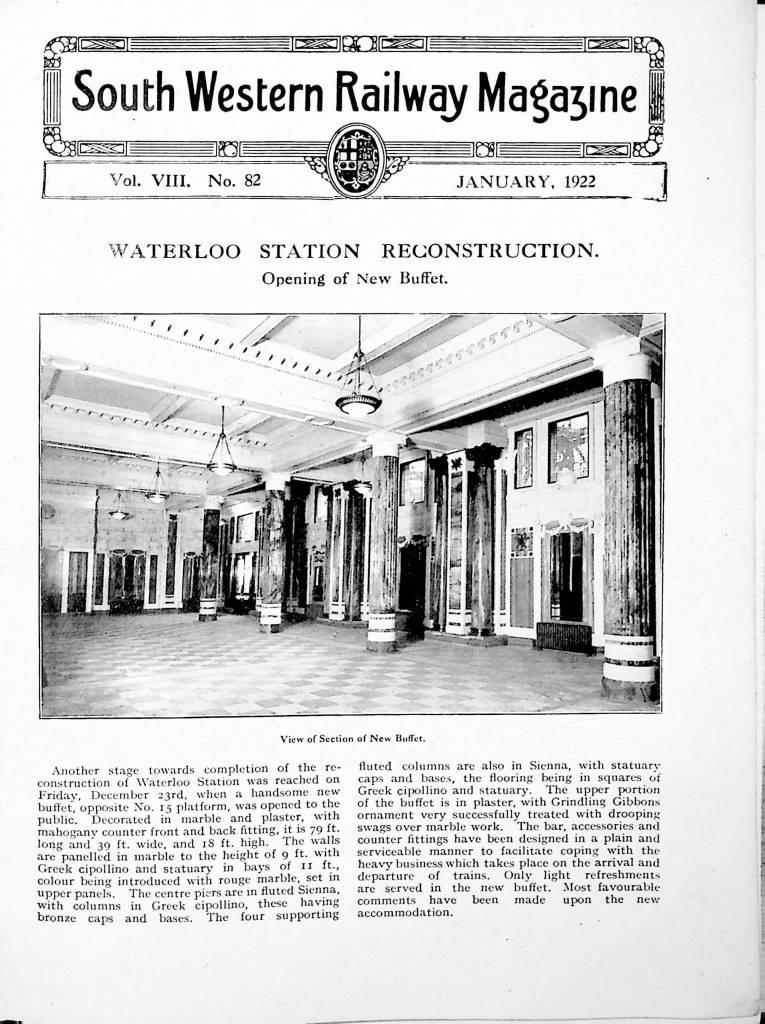 South Western Railway Magazine
Vol. VIII. No. 82
JANUARY, 1922
WATERLOO STATION RECONSTRUCTION.
Opening of New Buffet.
View of Section of New Buffet.
Another stage towards completion of the re-
construction of Waterloo Station was reached on
Friday, December 23rd, when a handsome new
buffet, opposite No. 15 platform, was opened to the
public. Decorated in marble and plaster, with
mahogany counter front and back fitting, it is 79 ft.
long and 39 ft. wide, and 18 ft. high. The walls
are panelled in marble to the height of 9 ft. with
Greek cipollino and statuary in bays of 11 ft.,
colour being introduced with rouge marble, set in
upper panels. The centre piers are in fluted Sienna,
with columns in Greek cipollino, these having
bronze caps and bases. The four supporting
fluted columns are also in Sienna, with statuary
caps and bases, the flooring being in squares of
Greek cipollino and statuary. The upper portion
of the buffet is in plaster, with Grindling Gibbons
ornament very successfully treated with drooping
swags over marble work. The bar, accessories and
counter fittings have been designed in a plain and
serviceable manner to facilitate coping with the
heavy business which takes place on the arrival and
departure of trains. Only light refreshments
are served in the new buffet. Most favourable
comments have been made upon the new
accommodation.